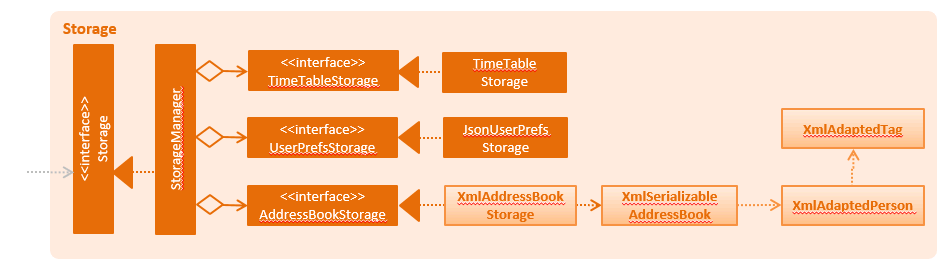 Storage
<<interface>>
Storage
StorageManager
<<interface>>
TimeTableStorage
TimeTable
Storage
<<interface>>
UserPrefsStorage
JsonUserPrefs
Storage
<<interface>>
AddressBookStorage
XmlAddressBook
Storage
XmlSerializable
AddressBook
XmlAdaptedTag
XmlAdaptedPerson